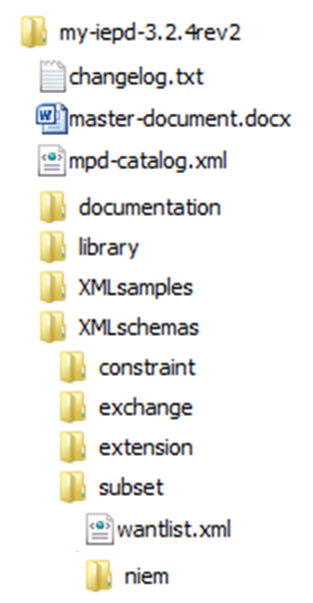 my-iepd-3.2.4rev2
changelog.txt
master-document.docx
mpd-catalog.xml
documentation
library
XMLsamples
XMLschemas
constraint
exchange
extension
subset
wantlist.xml
niem